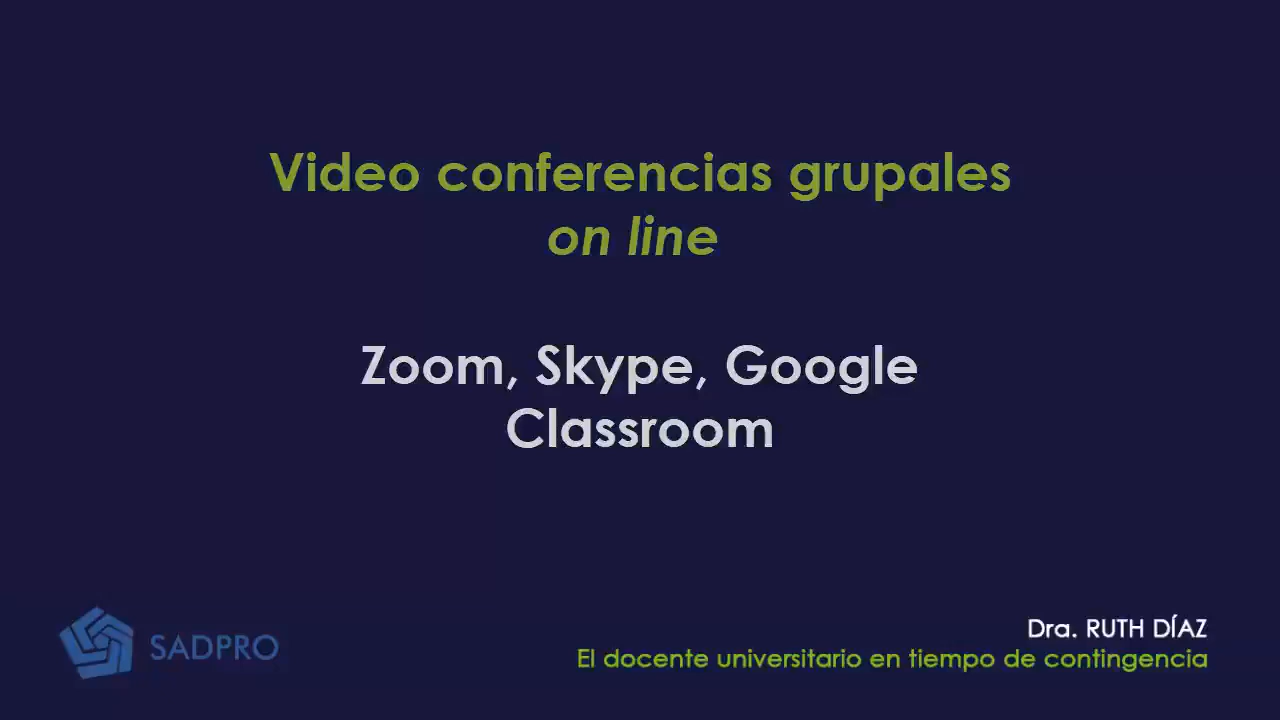 Video conferencias grupales
on line
Zoom, Skype, Google
Classroom
SADPRO
Dra. RUTH DÍAZ
El docente universitario en tiempo de contingencia